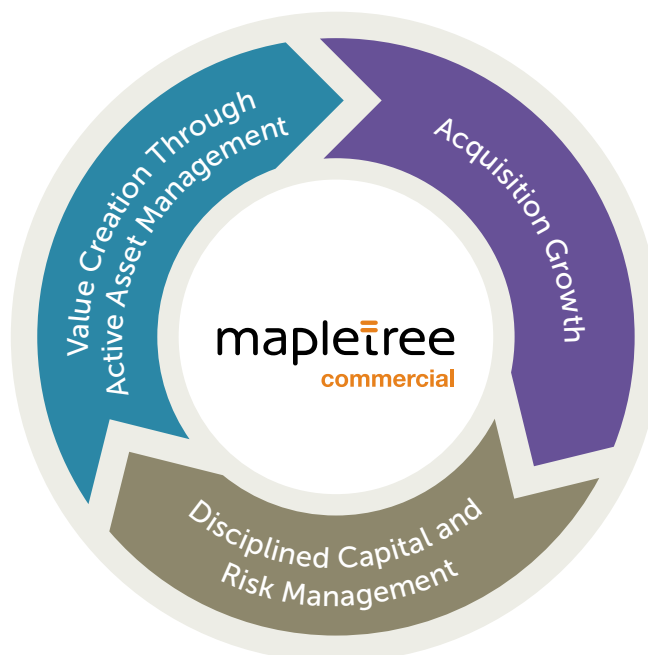 Value Creation Through
Active Asset Management
Acquisition Growth
mapletree
commercial
Disciplined Capital and
Risk Management